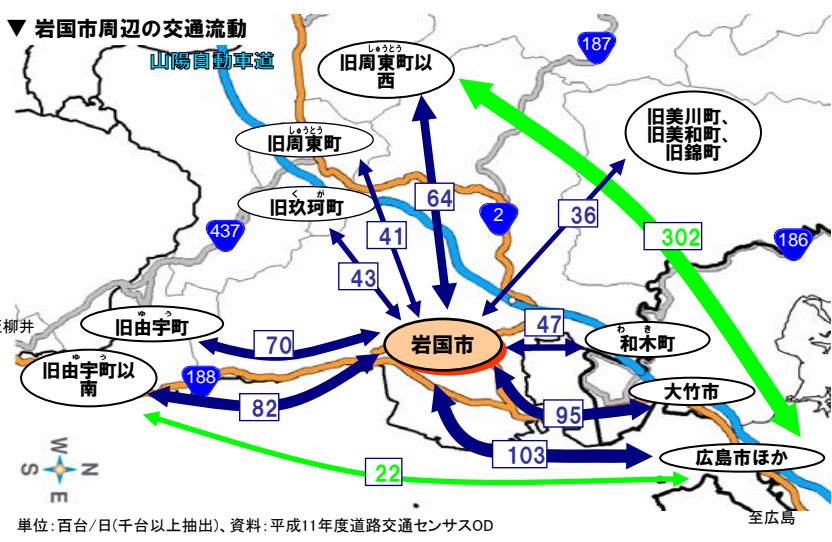 ▼ 岩国市周辺の交通流動
山陽自動車道
187
しゅうとう
旧周東町以
西
旧美川町、
旧美和町、
旧錦町
しゅうとう
旧周東町
くが
旧玖珂町
64
36
2
437
41
302
186
43
柳井
ゆう
旧由宇町
70
岩国市
47
わき
和木町
ゆう
旧由宇町以
南
188
82
95
大竹市
103
広島市ほか
22
N
W
S
E
至広島
単位:百台/日(千台以上抽出)、資料:平成11年度道路交通センサスOD